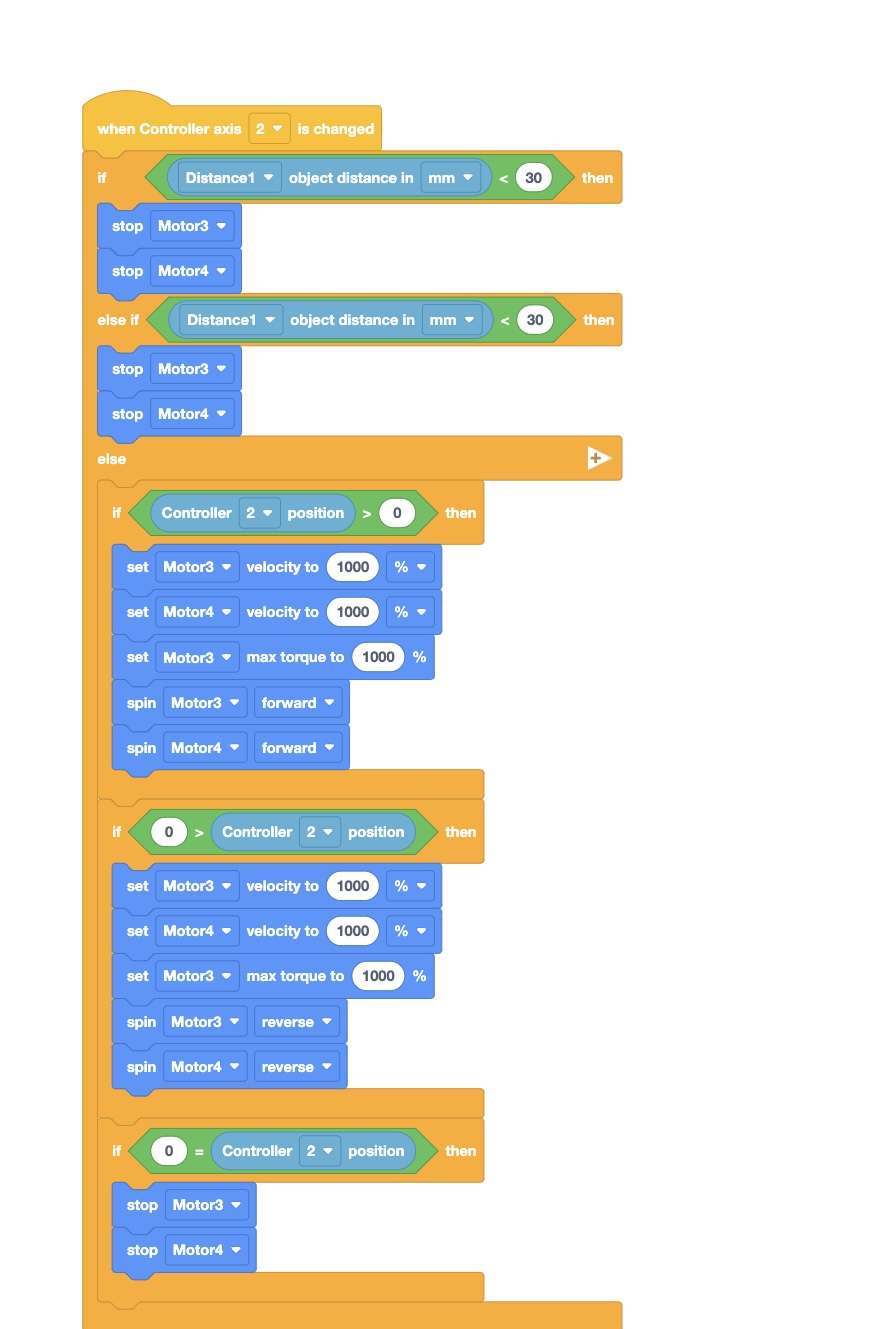 when Controller axis 2 is changed
if Distance1 object distance in mm < 30 then
stop Motor3
stop Motor4
else if Distance1 object distance in mm < 30 then
stop Motor3
stop Motor4
else
if Controller 2 position > 0 then
set Motor3 velocity to 1000 %
set Motor4 velocity to 1000 %
set Motor3 max torque to 1000 %
spin Motor3 forward
spin Motor4 forward
if 0 > Controller 2 position then
set Motor3 velocity to 1000 %
set Motor4 velocity to 1000 %
set Motor3 max torque to 1000 %
spin Motor3 reverse
spin Motor4 reverse
if 0 = Controller 2 position then
stop Motor3
stop Motor4